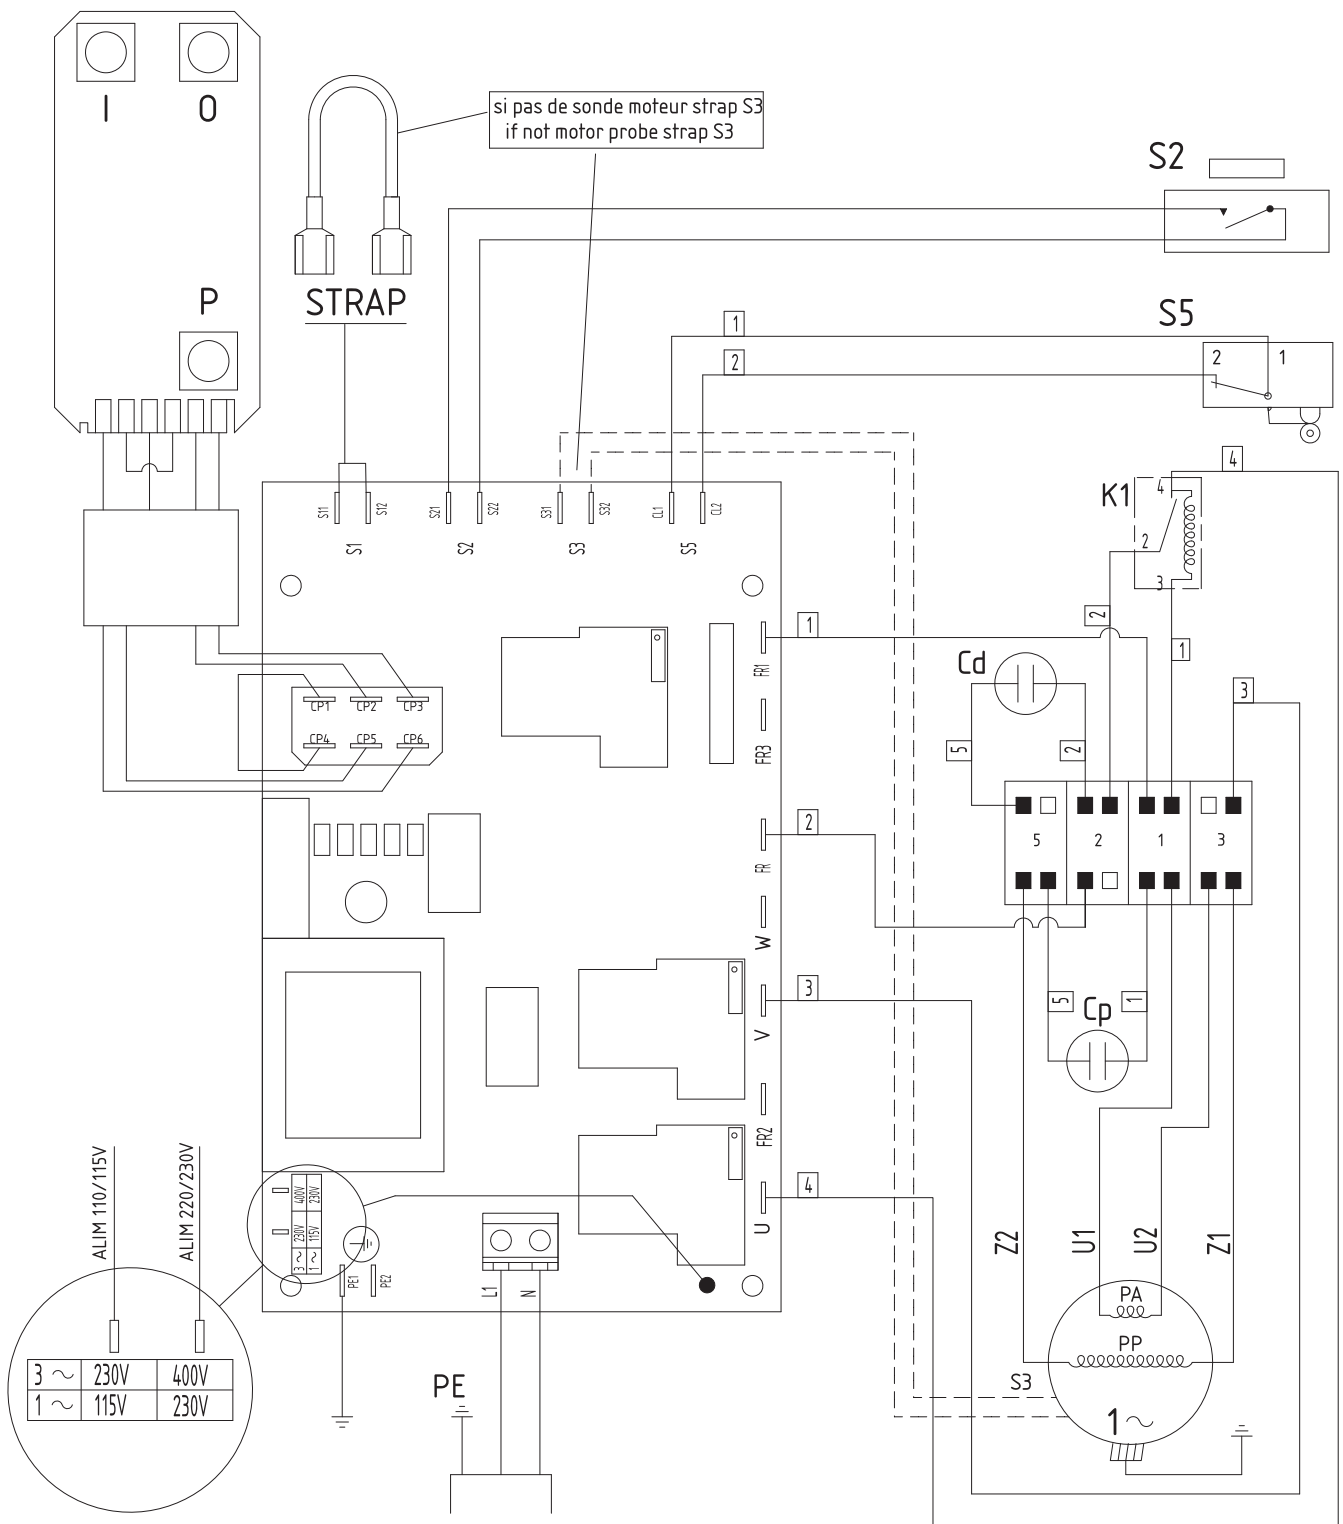 I O
si pas de sonde moteur strap S3
if not motor probe strap S3
S2
P
STRAP
S5
1
2
2 1
4
K1
4
2
3
S11 S12 S21 S22 S31 S32 CL1 CL2
S1 S2 S3 S5
1
FR1
2
1
Cd
3
CP1 CP2 CP3
CP4 CP5 CP6
FR3
5 2
2
FR
5 2 1 3
W
3
V
5 1
Cp
FR2
ALIM 110/115V
ALIM 220/230V
4
U
400V 230V
230V 115V
3 ~ 1 ~
PE1 PE2
L1 N
Z2 U1 U2 Z1
PA
PP
S3
1 ~
3 ~ 230V 400V
1 ~ 115V 230V
PE